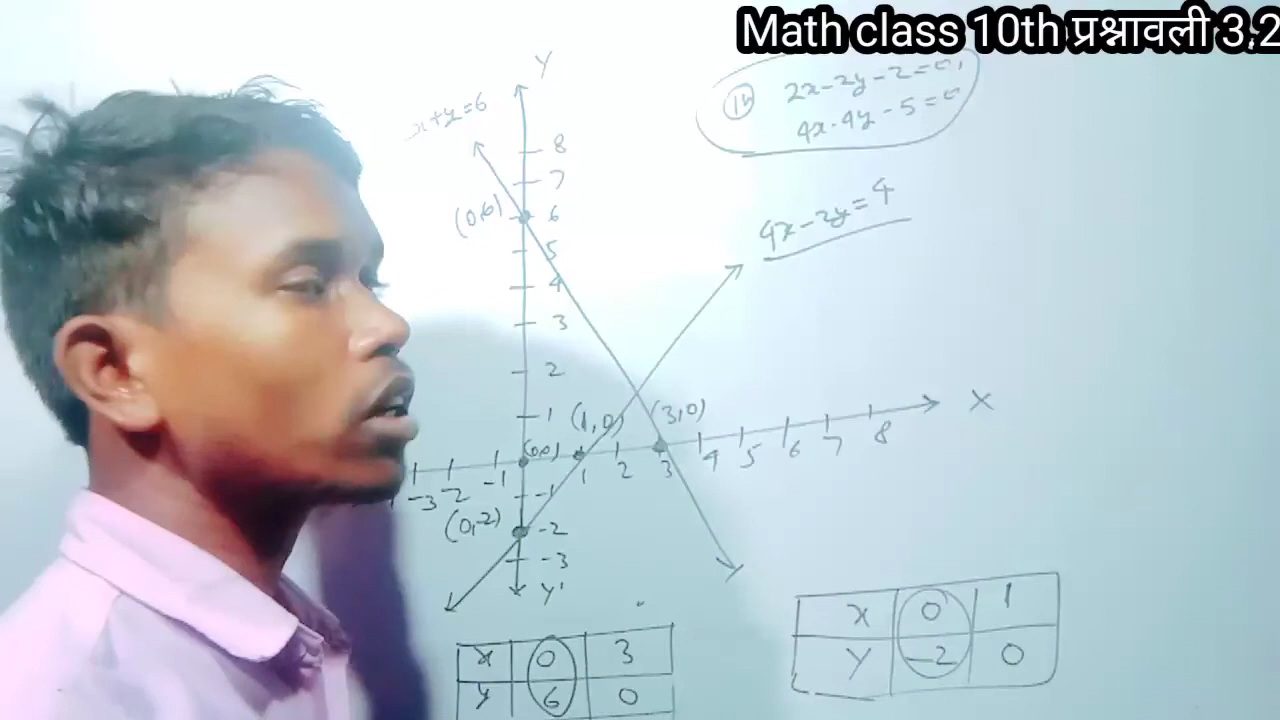 Math class 10th प्रश्नावली 3,2
Y
x+y=6
8
7
(0,6) 6
5
4
3
2
1
(1,0) (3,0)
X
(0,0)
-3 -2 -1 1 2 3 4 5 6 7 8
-1
(0,-2) -2
-3
Y'
2x-2y-2=0,
4x-4y-5=0
4x-2y=4
x 0 3
y 6 0
x 0 1
y -2 0